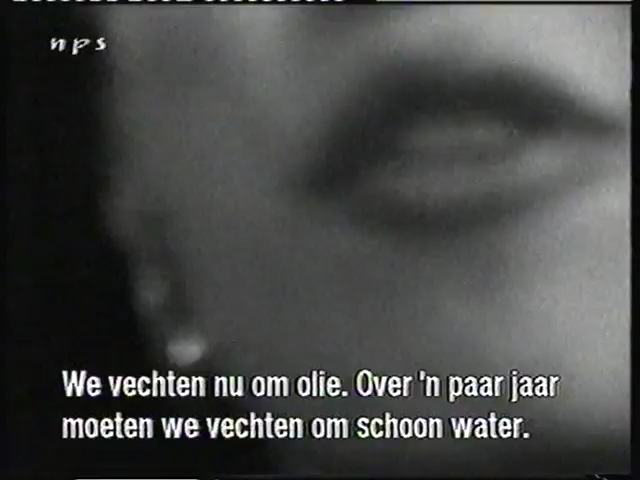 nps
We vechten nu om olie. Over 'n paar jaar
moeten we vechten om schoon water.